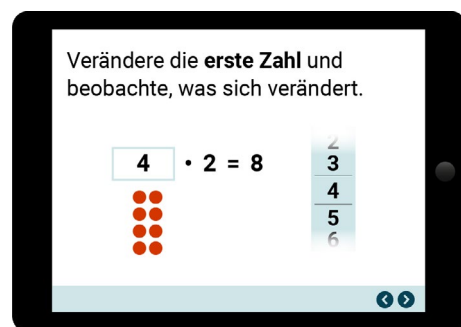 Verändere die erste Zahl und
beobachte, was sich verändert.
4 · 2 = 8
2
3
4
5
6